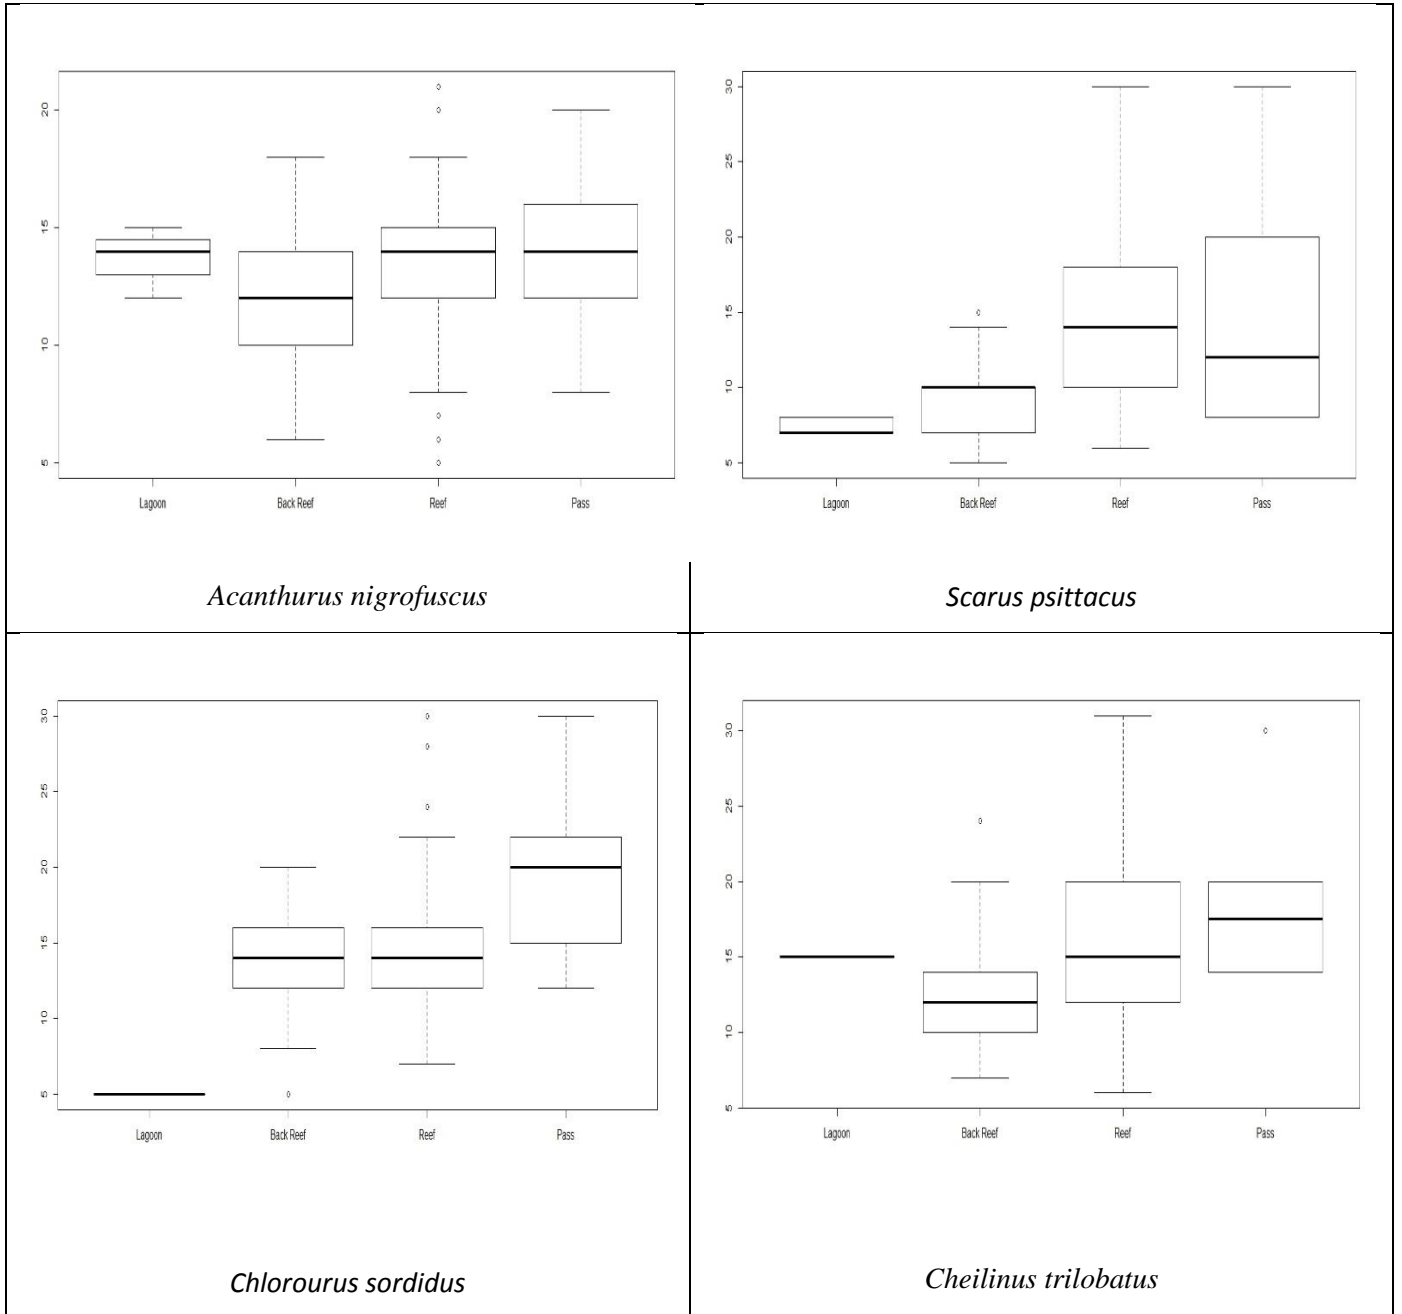 20
15
10
5
Lagoon Back Reef Reef Pass
Acanthurus nigrofuscus
30
25
20
15
10
5
Lagoon Back Reef Reef Pass
Scarus psittacus
30
25
20
15
10
5
Lagoon Back Reef Reef Pass
Chlorourus sordidus
30
25
20
15
10
5
Lagoon Back Reef Reef Pass
Cheilinus trilobatus